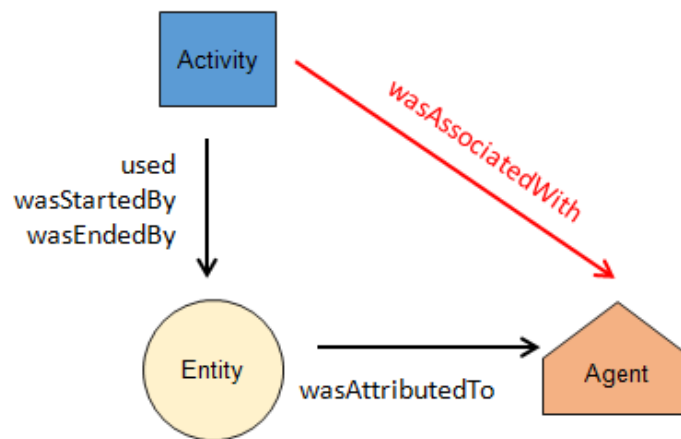 Activity
wasAssociatedWith
used
wasStartedBy
wasEndedBy
Entity
wasAttributedTo
Agent